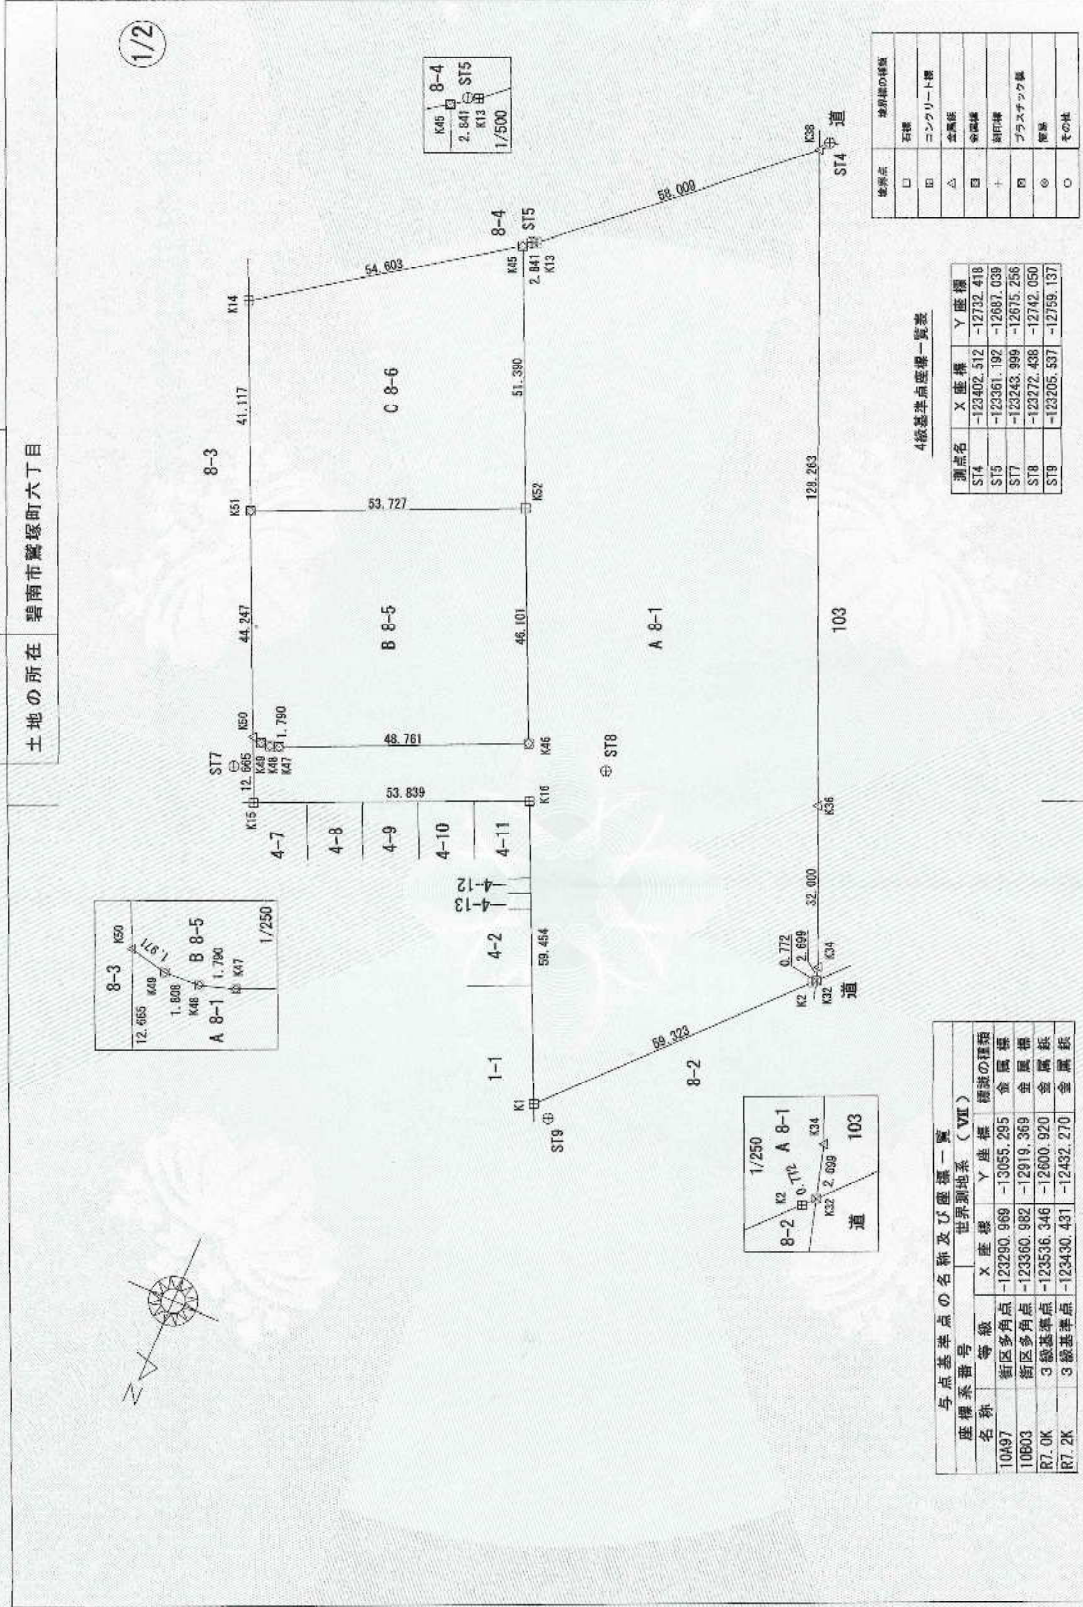 土地の所在 碧南市鷲塚町六丁目
1/2
8-3
K50
12.665
1.971
K49
1.808
B 8-5
K48
1.790
A 8-1
K47
1/250
K45 8-4
2.841 ST5
K13
1/500
8-3
ST7
K15 12.665 K50 44.247 K51 41.117 K14
K49
K48 1.790
K47
4-7
4-8
4-9
4-10
4-11
4-12
4-13
4-2
1-1
53.839
48.761
53.727
54.603
B 8-5
C 8-6
8-4
K45 ST5
2.841
K13
K1 59.454 K16 K46 46.101 K52 51.390
ST9
ST8
A 8-1
59.323
58.009
8-2
0.772
2.699
K2
K32 K34 32.000 K36 128.263 K38
ST4 道
道
103
1/250
K2 A 8-1
8-2 0.772 K34
K32 2.699
道 103
与点基準点の名称及び座標一覧
座標系番号 世界測地系 (Ⅶ)
名称 等級 X座標 Y座標 標識の種類
10A97 街区多角点 -123290.969 -13055.295 金属標
10B03 街区多角点 -123360.982 -12919.369 金属標
R7.0K 3級基準点 -123536.346 -12600.920 金属鋲
R7.2K 3級基準点 -123430.431 -12432.270 金属鋲
4級基準点座標一覧表
測点名 X座標 Y座標
ST4 -123402.512 -12732.418
ST5 -123361.192 -12687.039
ST7 -123243.999 -12675.256
ST8 -123272.438 -12742.050
ST9 -123205.537 -12759.137
境界点 境界標の種類
石標
コンクリート標
金属鋲
金属標
刻印標
プラスチック標
その他